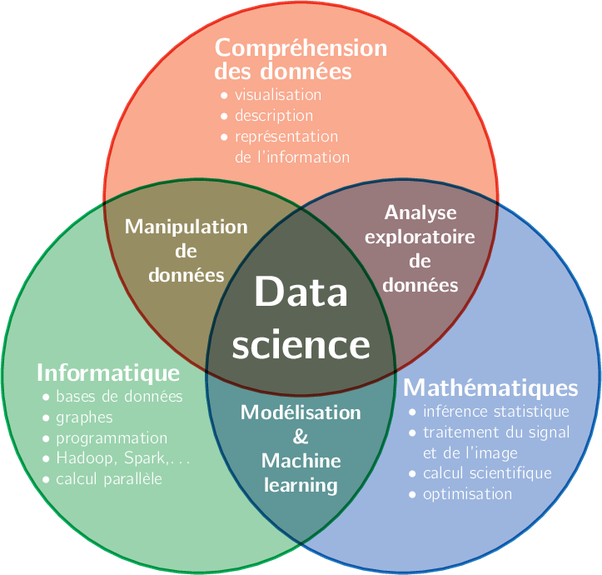 Compréhension
des données
• visualisation
• description
• représentation
de l'information
Manipulation
de
données
Analyse
exploratoire
de
données
Data
science
Informatique
• bases de données
• graphes
• programmation
• Hadoop, Spark,...
• calcul parallèle
Modélisation
&
Machine
learning
Mathématiques
• inférence statistique
• traitement du signal
et de l'image
• calcul scientifique
• optimisation